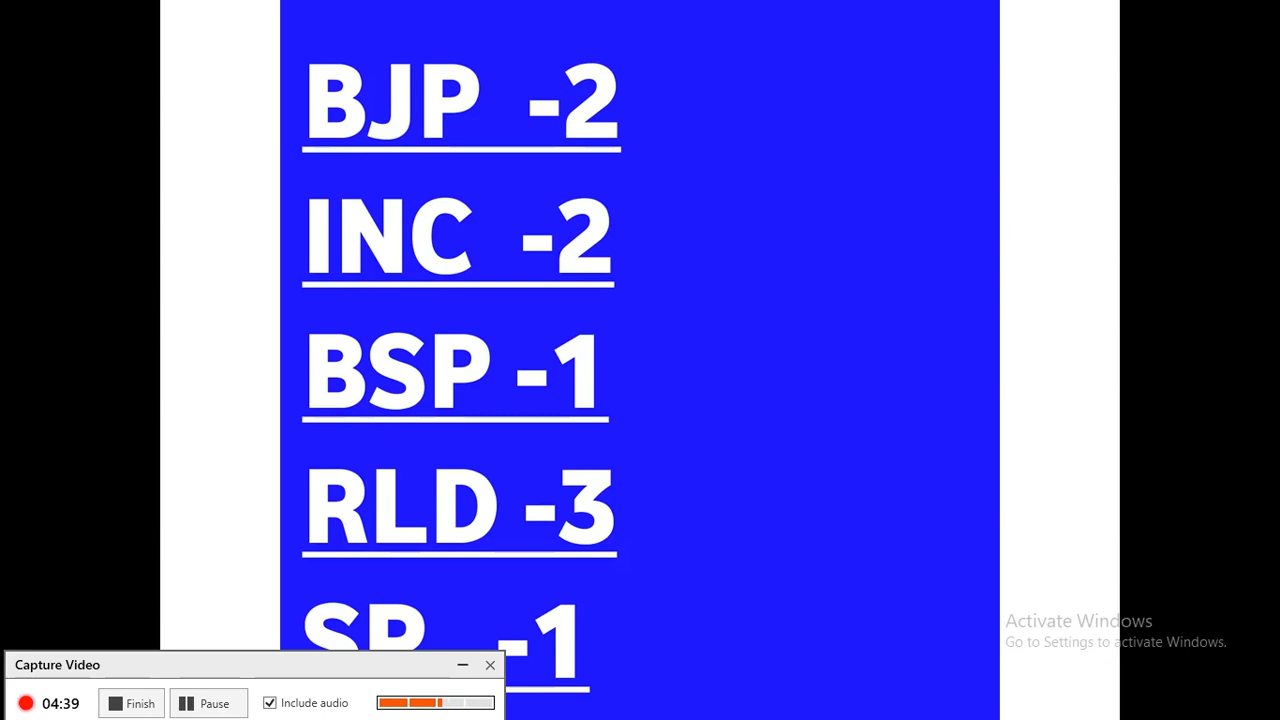 BJP -2
INC -2
BSP -1
RLD -3
SP -1
Activate Windows
Go to Settings to activate Windows.
Capture Video
04:39
Finish
Pause
Include audio